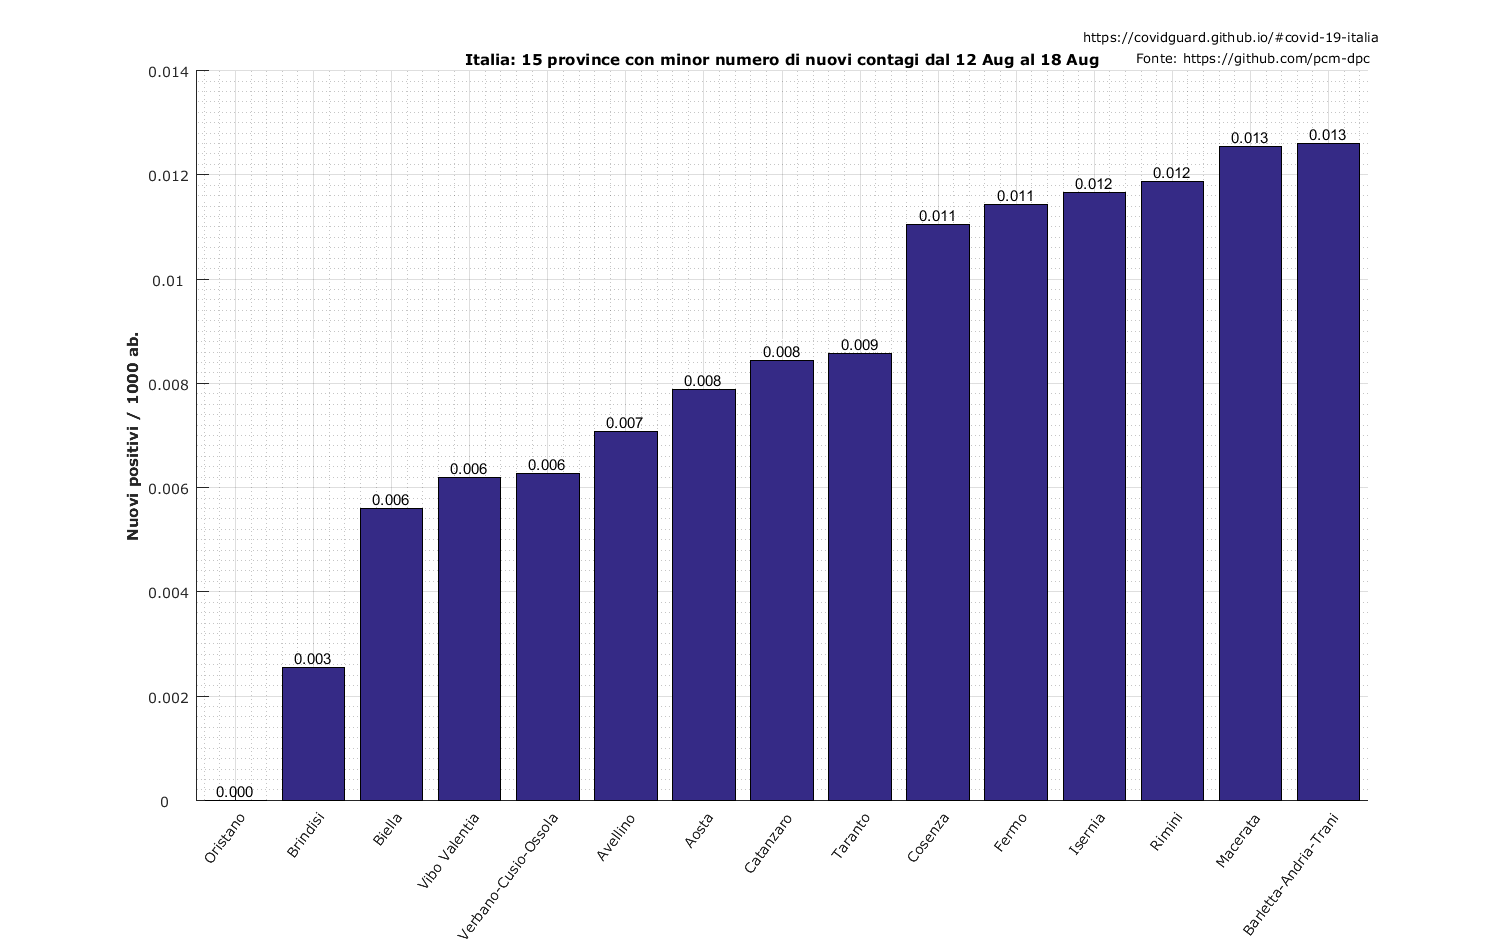 https://covidguard.github.io/#covid-19-italia
Italia: 15 province con minor numero di nuovi contagi dal 12 Aug al 18 Aug
Fonte: https://github.com/pcm-dpc
Nuovi positivi / 1000 ab.
0.014
0.012
0.01
0.008
0.006
0.004
0.002
0
0.000
0.003
0.006
0.006
0.006
0.007
0.008
0.008
0.009
0.011
0.011
0.012
0.012
0.013
0.013
Oristano
Brindisi
Biella
Vibo Valentia
Verbano-Cusio-Ossola
Avellino
Aosta
Catanzaro
Taranto
Cosenza
Fermo
Isernia
Rimini
Macerata
Barletta-Andria-Trani